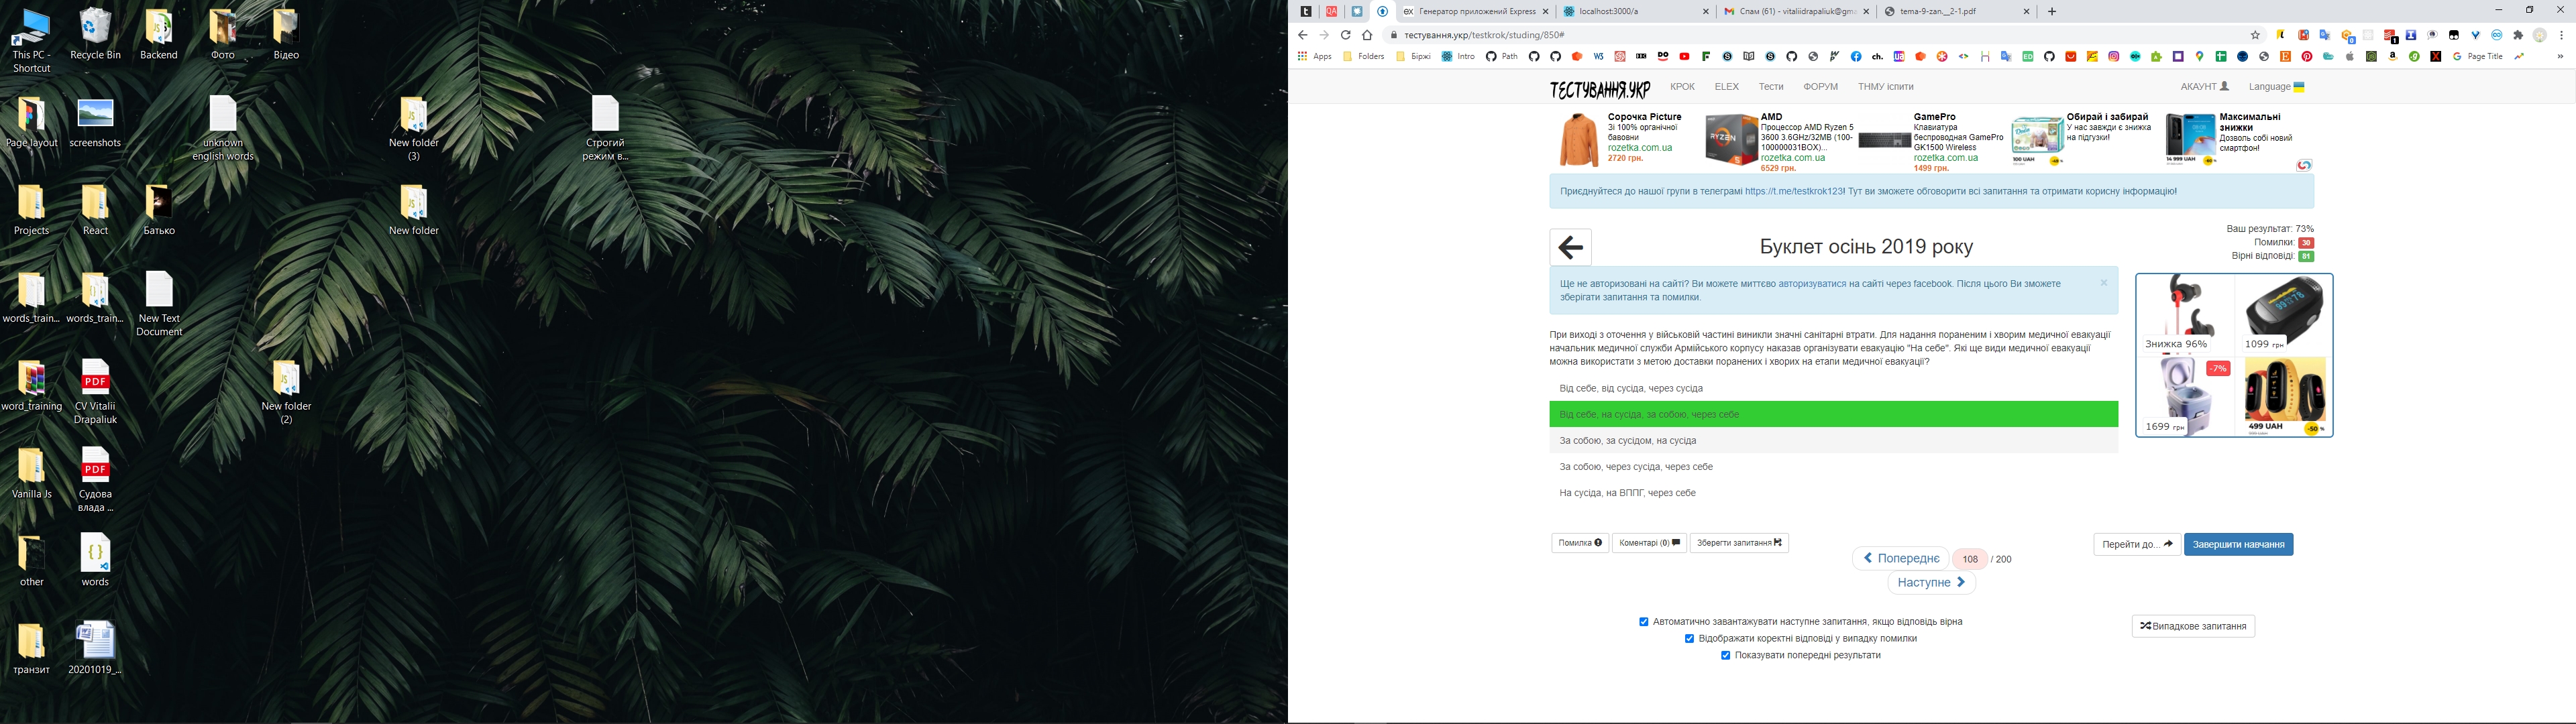 This PC - Shortcut
Recycle Bin
Backend
Фото
Відео
Page layout
screenshots
unknown english words
New folder (3)
Строгий режим в...
Projects
React
Батько
New folder
words_train...
words_train...
New Text Document
word_training
CV Vitalii Drapaliuk
New folder (2)
Vanilla Js
Судова влада ...
other
words
транзит
20201019_...
PDF
PDF
Генератор приложений Express
localhost:3000/a
Спам (61) - vitaliidrapaliuk@gma
tema-9-zan.__2-1.pdf
тестування.укр/testkrok/studing/850#
Apps
Folders
Біржі
Intro
Path
Page Title
ТЕСТУВАННЯ.УКР
КРОК
ELEX
Тести
ФОРУМ
ТНМУ іспити
АКАУНТ
Language
Сорочка Picture
Зі 100% органічної бавовни
rozetka.com.ua
2720 грн.
AMD
Процессор AMD Ryzen 5 3600 3.6GHz/32MB (100-100000031BOX)...
rozetka.com.ua
6529 грн.
GamePro
Клавиатура беспроводная GamePro GK1500 Wireless
rozetka.com.ua
1499 грн.
Обирай і забирай
У нас завжди є знижка на підгузки!
100 UAH
Максимальні знижки
Дозволь собі новий смартфон!
14 999 UAH
Приєднуйтеся до нашої групи в телеграмі https://t.me/testkrok123! Тут ви зможете обговорити всі запитання та отримати корисну інформацію!
Буклет осінь 2019 року
Ваш результат: 73%
Помилки: 30
Вірні відповіді: 81
Ще не авторизовані на сайті? Ви можете миттєво авторизуватися на сайті через facebook. Після цього Ви зможете
зберігати запитання та помилки.
×
При виході з оточення у військовій частині виникли значні санітарні втрати. Для надання пораненим і хворим медичної евакуації
начальник медичної служби Армійського корпусу наказав організувати евакуацію "На себе". Які ще види медичної евакуації
можна використати з метою доставки поранених і хворих на етапи медичної евакуації?
Від себе, від сусіда, через сусіда
Від себе, на сусіда, за собою, через себе
За собою, за сусідом, на сусіда
За собою, через сусіда, через себе
На сусіда, на ВППГ, через себе
Знижка 96%
1099 грн
-7%
1699 грн
499 UAH
-50 %
Помилка
Коментарі (0)
Зберегти запитання
Попереднє
108 / 200
Наступне
Перейти до...
Завершити навчання
Автоматично завантажувати наступне запитання, якщо відповідь вірна
Відображати коректні відповіді у випадку помилки
Показувати попередні результати
Випадкове запитання